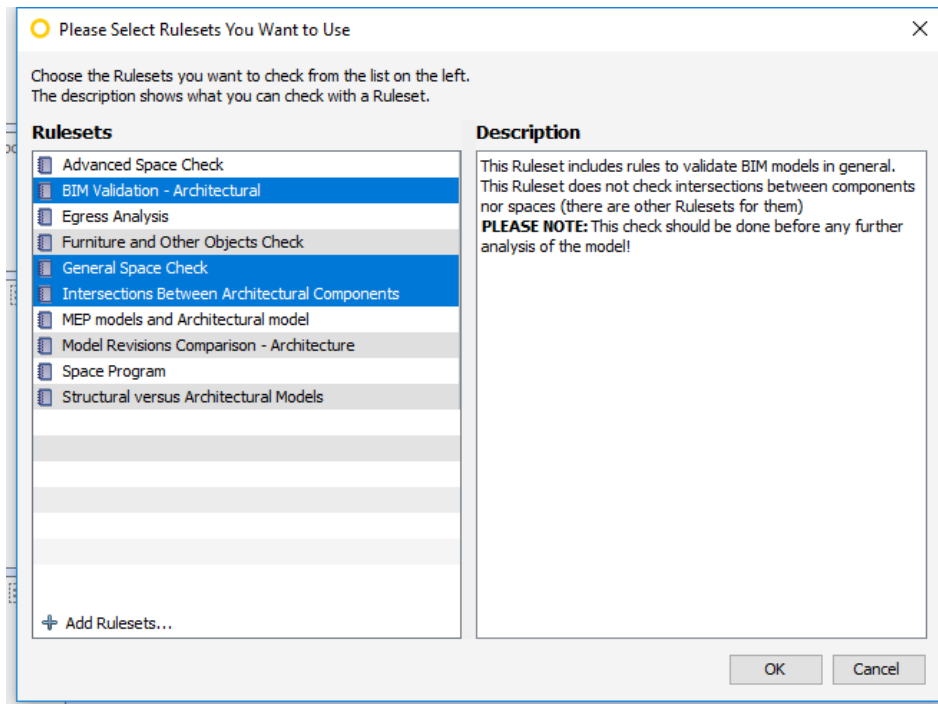 Please Select Rulesets You Want to Use
Choose the Rulesets you want to check from the list on the left.
The description shows what you can check with a Ruleset.
Rulesets
Advanced Space Check
BIM Validation - Architectural
Egress Analysis
Furniture and Other Objects Check
General Space Check
Intersections Between Architectural Components
MEP models and Architectural model
Model Revisions Comparison - Architecture
Space Program
Structural versus Architectural Models
Add Rulesets...
Description
This Ruleset includes rules to validate BIM models in general.
This Ruleset does not check intersections between components
nor spaces (there are other Rulesets for them)
PLEASE NOTE: This check should be done before any further
analysis of the model!
OK
Cancel